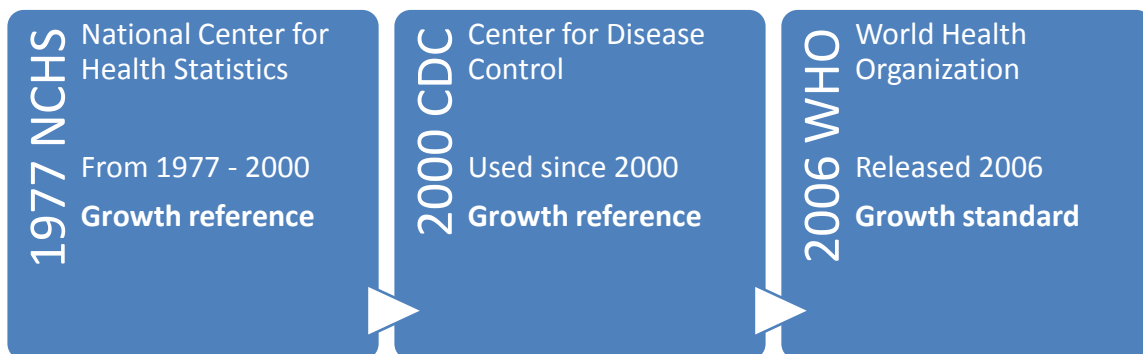 1977 NCHS
National Center for
Health Statistics
From 1977 - 2000
Growth reference
2000 CDC
Center for Disease
Control
Used since 2000
Growth reference
2006 WHO
World Health
Organization
Released 2006
Growth standard